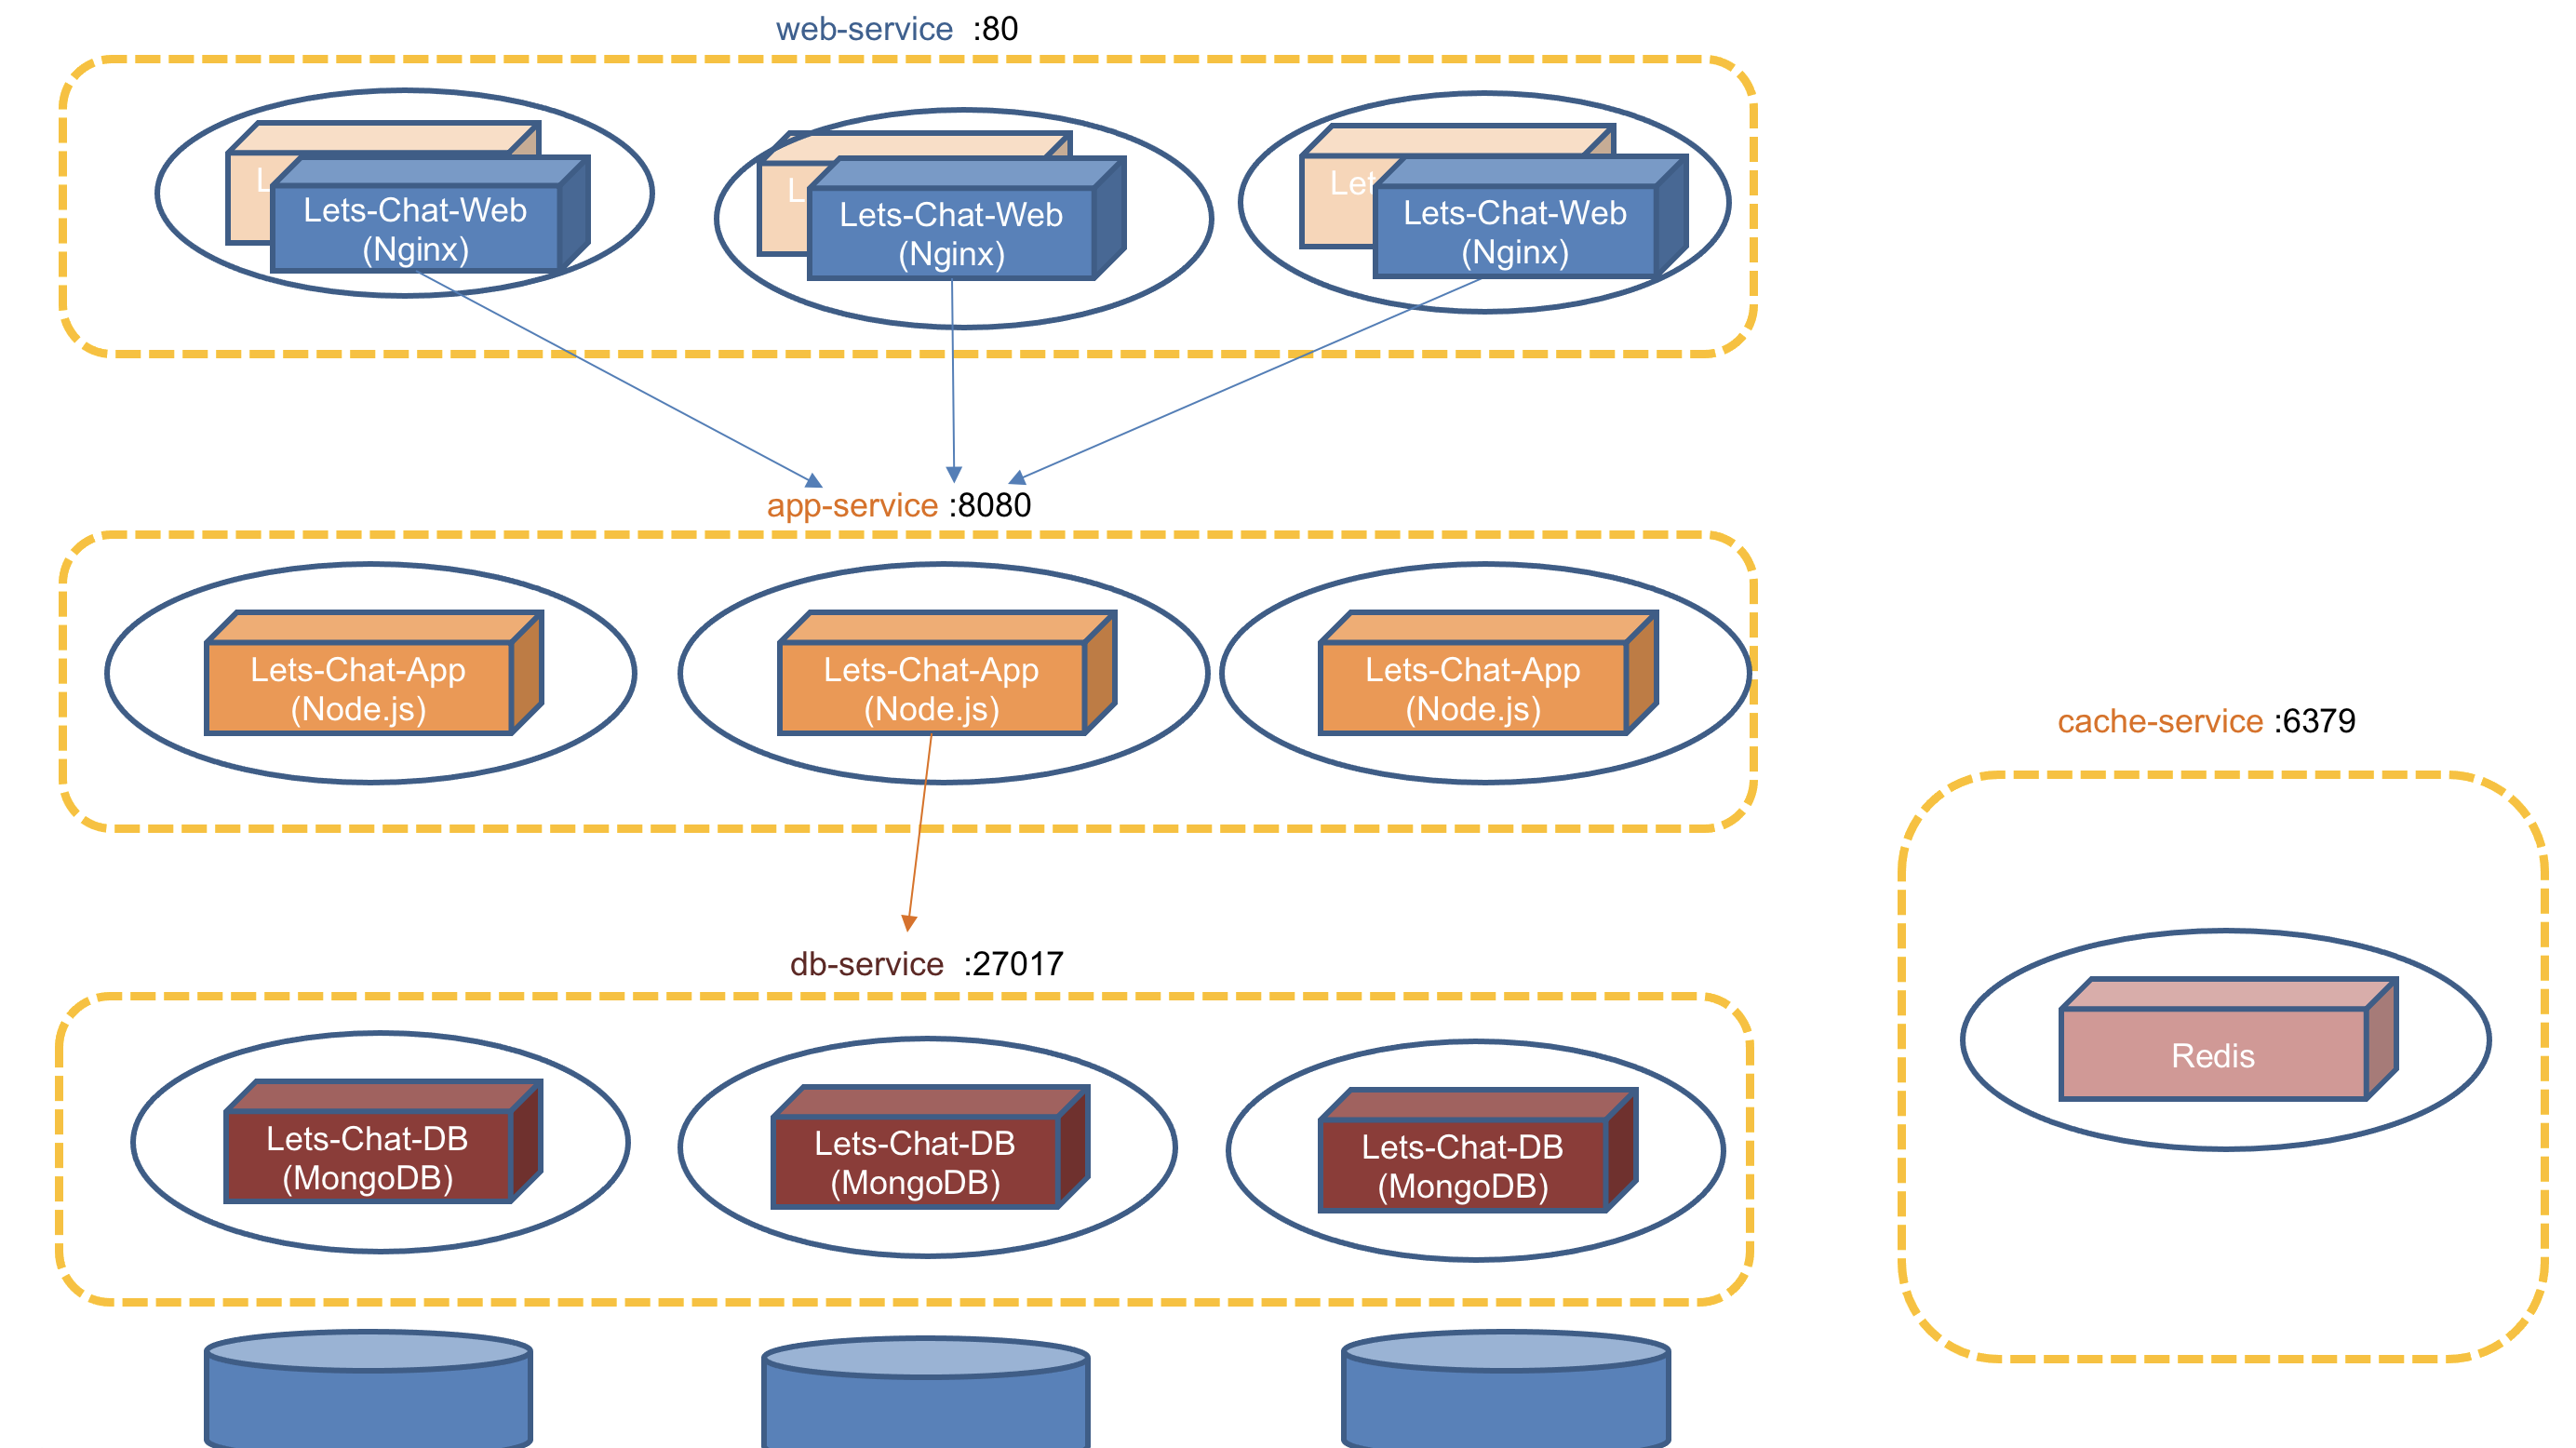 web-service :80
Lets-Chat-Web
(Nginx)
Lets-Chat-Web
(Nginx)
Lets-Chat-Web
(Nginx)
app-service :8080
Lets-Chat-App
(Node.js)
Lets-Chat-App
(Node.js)
Lets-Chat-App
(Node.js)
cache-service :6379
Redis
db-service :27017
Lets-Chat-DB
(MongoDB)
Lets-Chat-DB
(MongoDB)
Lets-Chat-DB
(MongoDB)